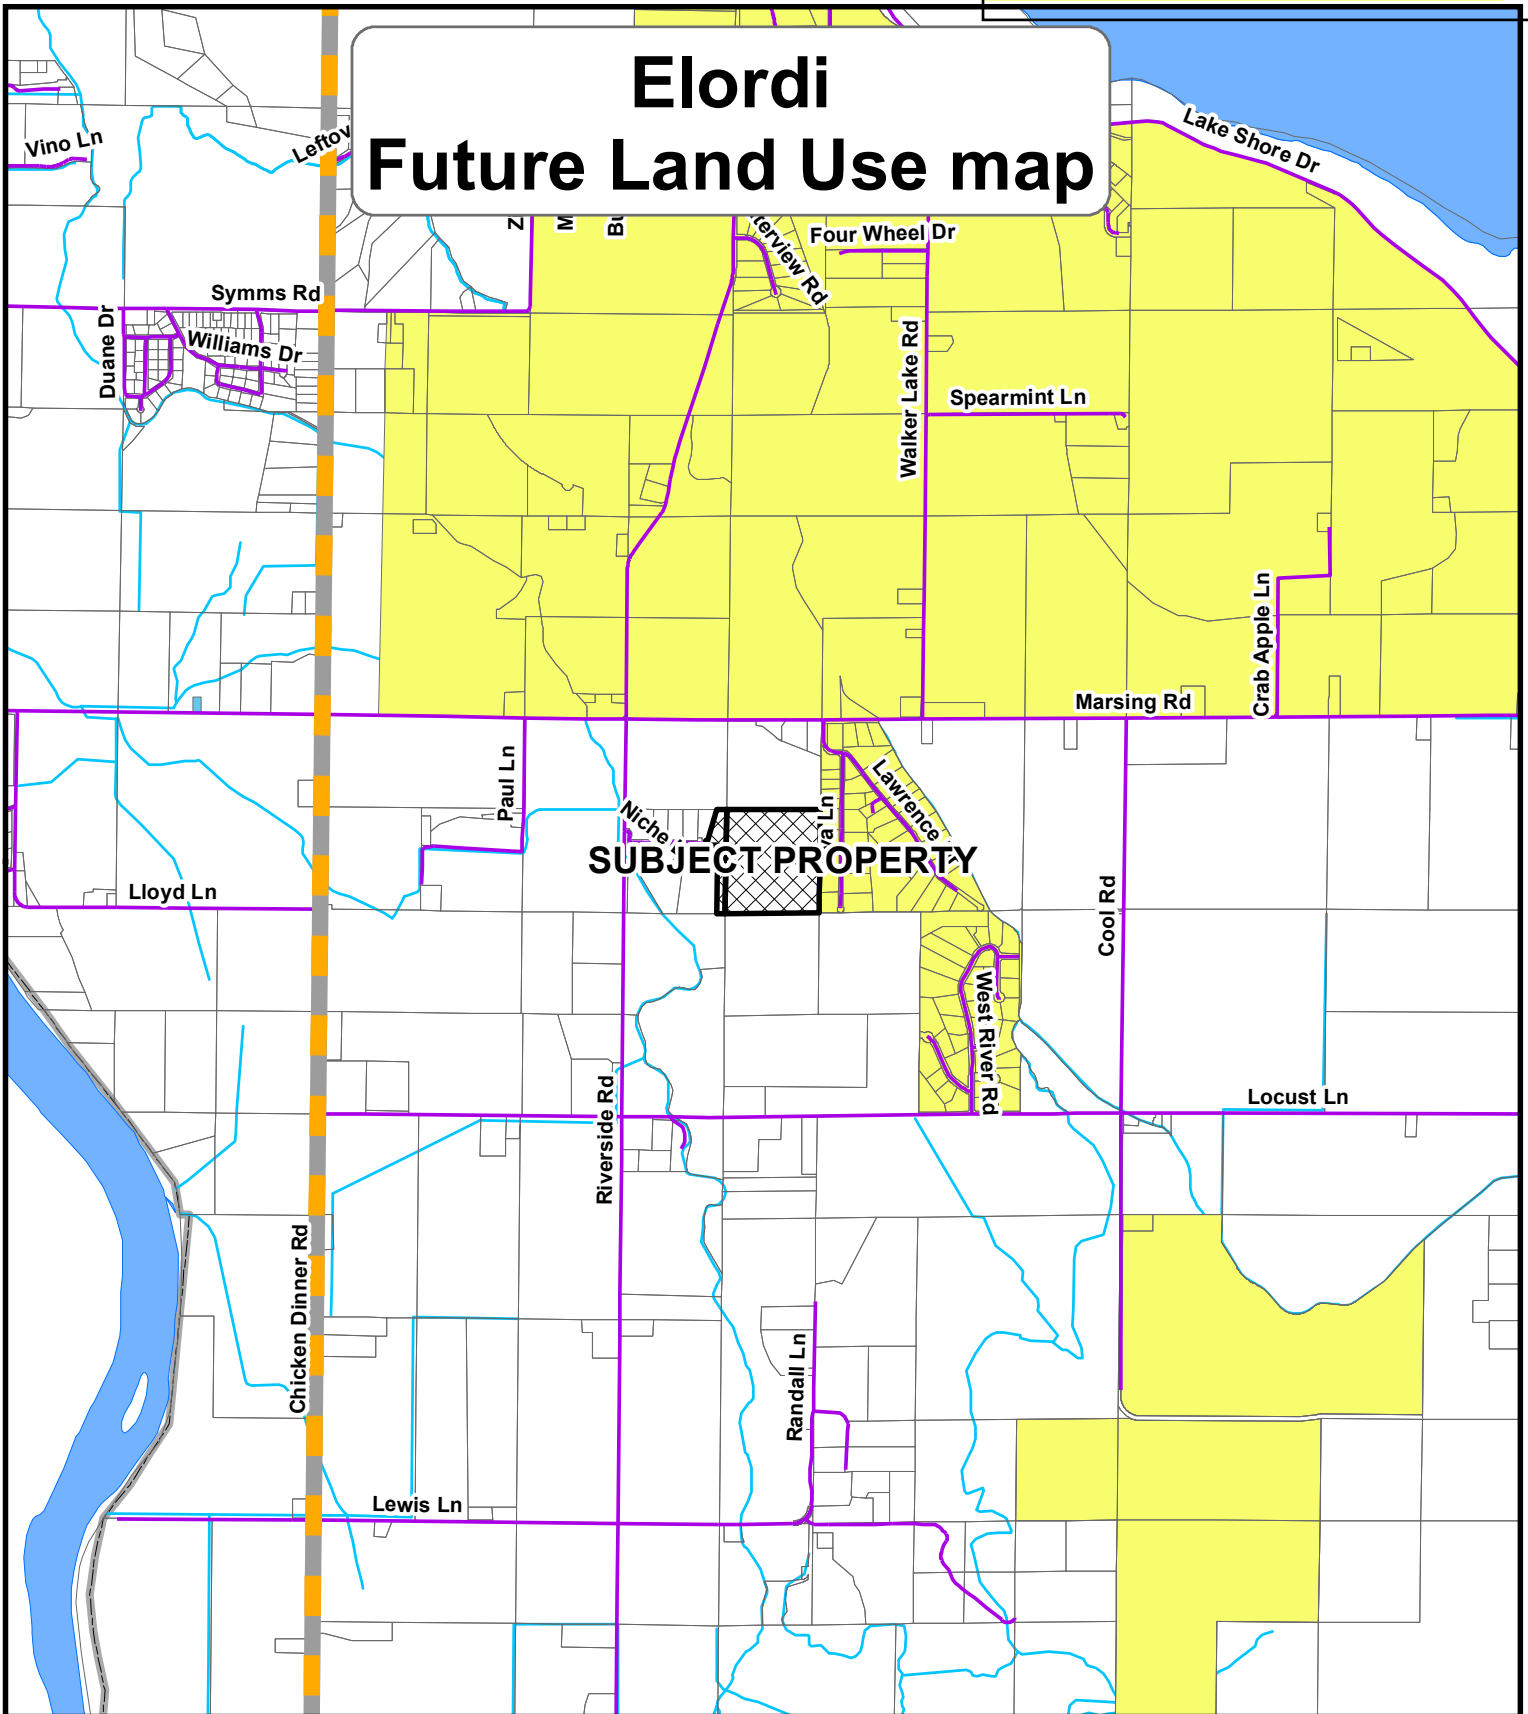 Elordi
Future Land Use map
Vino Ln
Lake Shore Dr
Four Wheel Dr
Symms Rd
Duane Dr
Williams Dr
Walker Lake Rd
Spearmint Ln
Crab Apple Ln
Marsing Rd
Paul Ln
Lawrence
SUBJECT PROPERTY
Lloyd Ln
Cool Rd
West River Rd
Riverside Rd
Locust Ln
Chicken Dinner Rd
Randall Ln
Lewis Ln